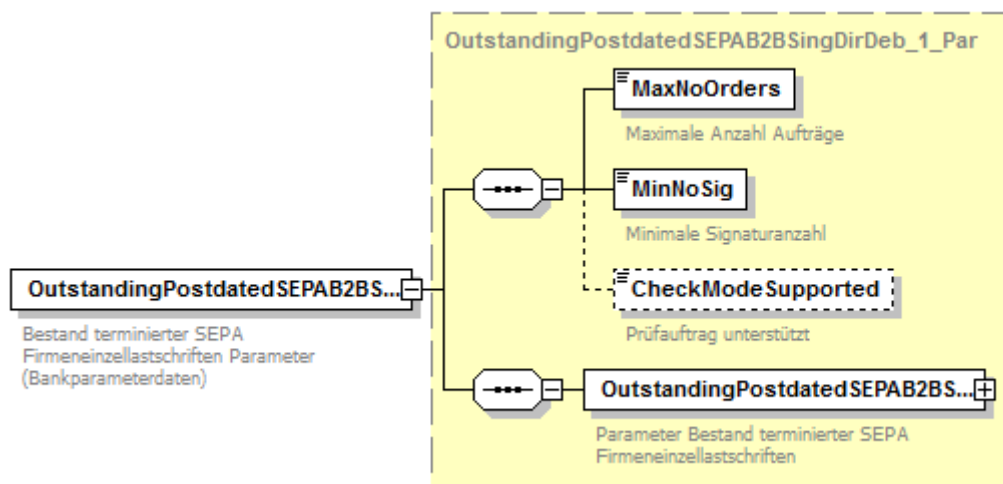 OutstandingPostdatedSEPAB2BSingDirDeb_1_Par
MaxNoOrders
Maximale Anzahl Aufträge
MinNoSig
Minimale Signaturanzahl
OutstandingPostdatedSEPAB2BS...
Bestand terminierter SEPA
Firmeneinzellastschriften Parameter
(Bankparameterdaten)
CheckModeSupported
Prüfauftrag unterstützt
OutstandingPostdatedSEPAB2BS...
Parameter Bestand terminierter SEPA
Firmeneinzellastschriften